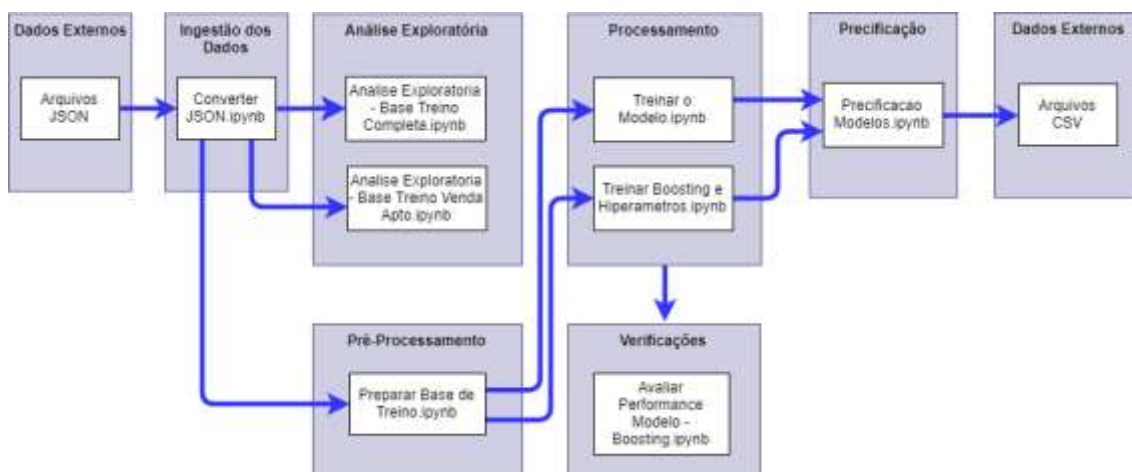 Dados Externos
Arquivos
JSON
Ingestão dos
Dados
Converter
JSON.ipynb
Análise Exploratória
Analise Exploratoria
- Base Treino
Completa.ipynb
Analise Exploratoria
- Base Treino Venda
Apto.ipynb
Processamento
Treinar o
Modelo.ipynb
Treinar Boosting e
Hiperametros.ipynb
Precificação
Precificacao
Modelos.ipynb
Dados Externos
Arquivos
CSV
Pré-Processamento
Preparar Base de
Treino.ipynb
Verificações
Avaliar
Performance
Modelo -
Boosting.ipynb